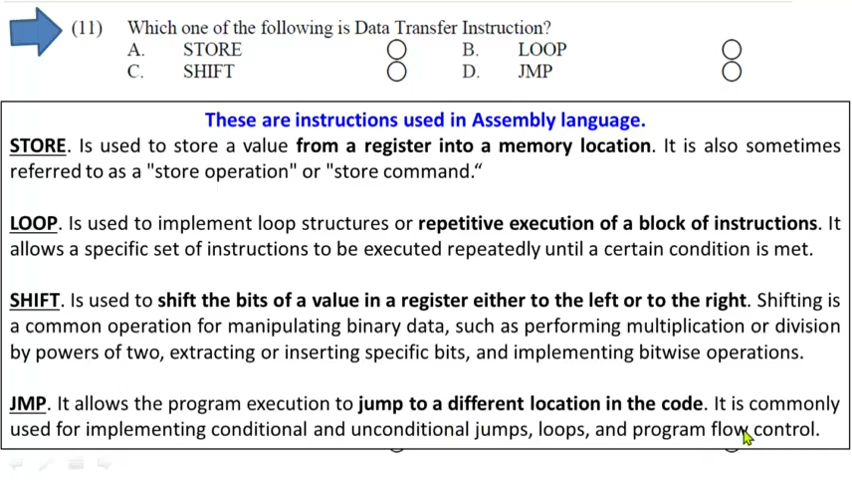 (11) Which one of the following is Data Transfer Instruction?
A. STORE B. LOOP
C. SHIFT D. JMP
These are instructions used in Assembly language.
STORE. Is used to store a value from a register into a memory location. It is also sometimes
referred to as a "store operation" or "store command.“
LOOP. Is used to implement loop structures or repetitive execution of a block of instructions. It
allows a specific set of instructions to be executed repeatedly until a certain condition is met.
SHIFT. Is used to shift the bits of a value in a register either to the left or to the right. Shifting is
a common operation for manipulating binary data, such as performing multiplication or division
by powers of two, extracting or inserting specific bits, and implementing bitwise operations.
JMP. It allows the program execution to jump to a different location in the code. It is commonly
used for implementing conditional and unconditional jumps, loops, and program flow control.